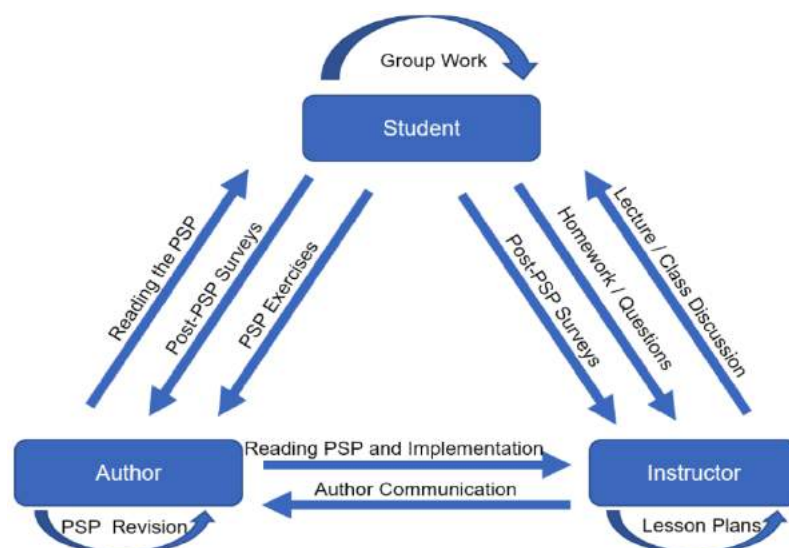 Group Work
Student
Reading the PSP
Post-PSP Surveys
PSP Exercises
Post-PSP Surveys
Homework / Questions
Lecture / Class Discussion
Author
Reading PSP and Implementation
Author Communication
Instructor
PSP Revision
Lesson Plans